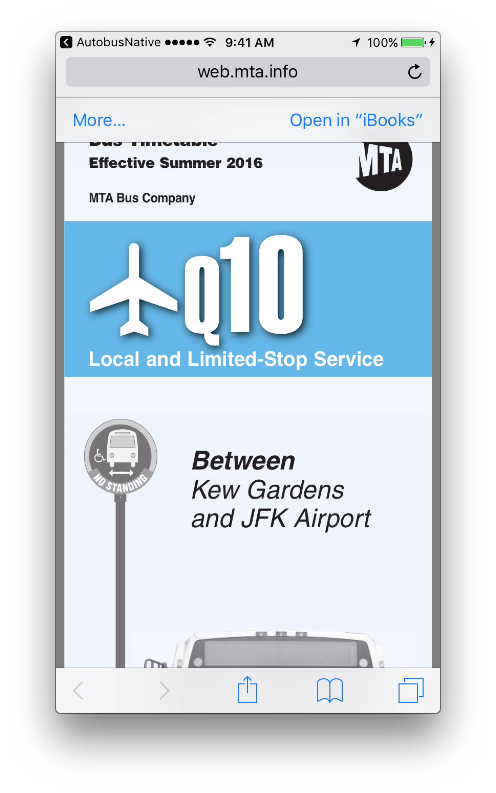 AutobusNative 9:41 AM 100%
web.mta.info
More... Open in “iBooks”
Bus Timetable
Effective Summer 2016
MTA
MTA Bus Company
Q10
Local and Limited-Stop Service
NO STANDING
Between
Kew Gardens
and JFK Airport